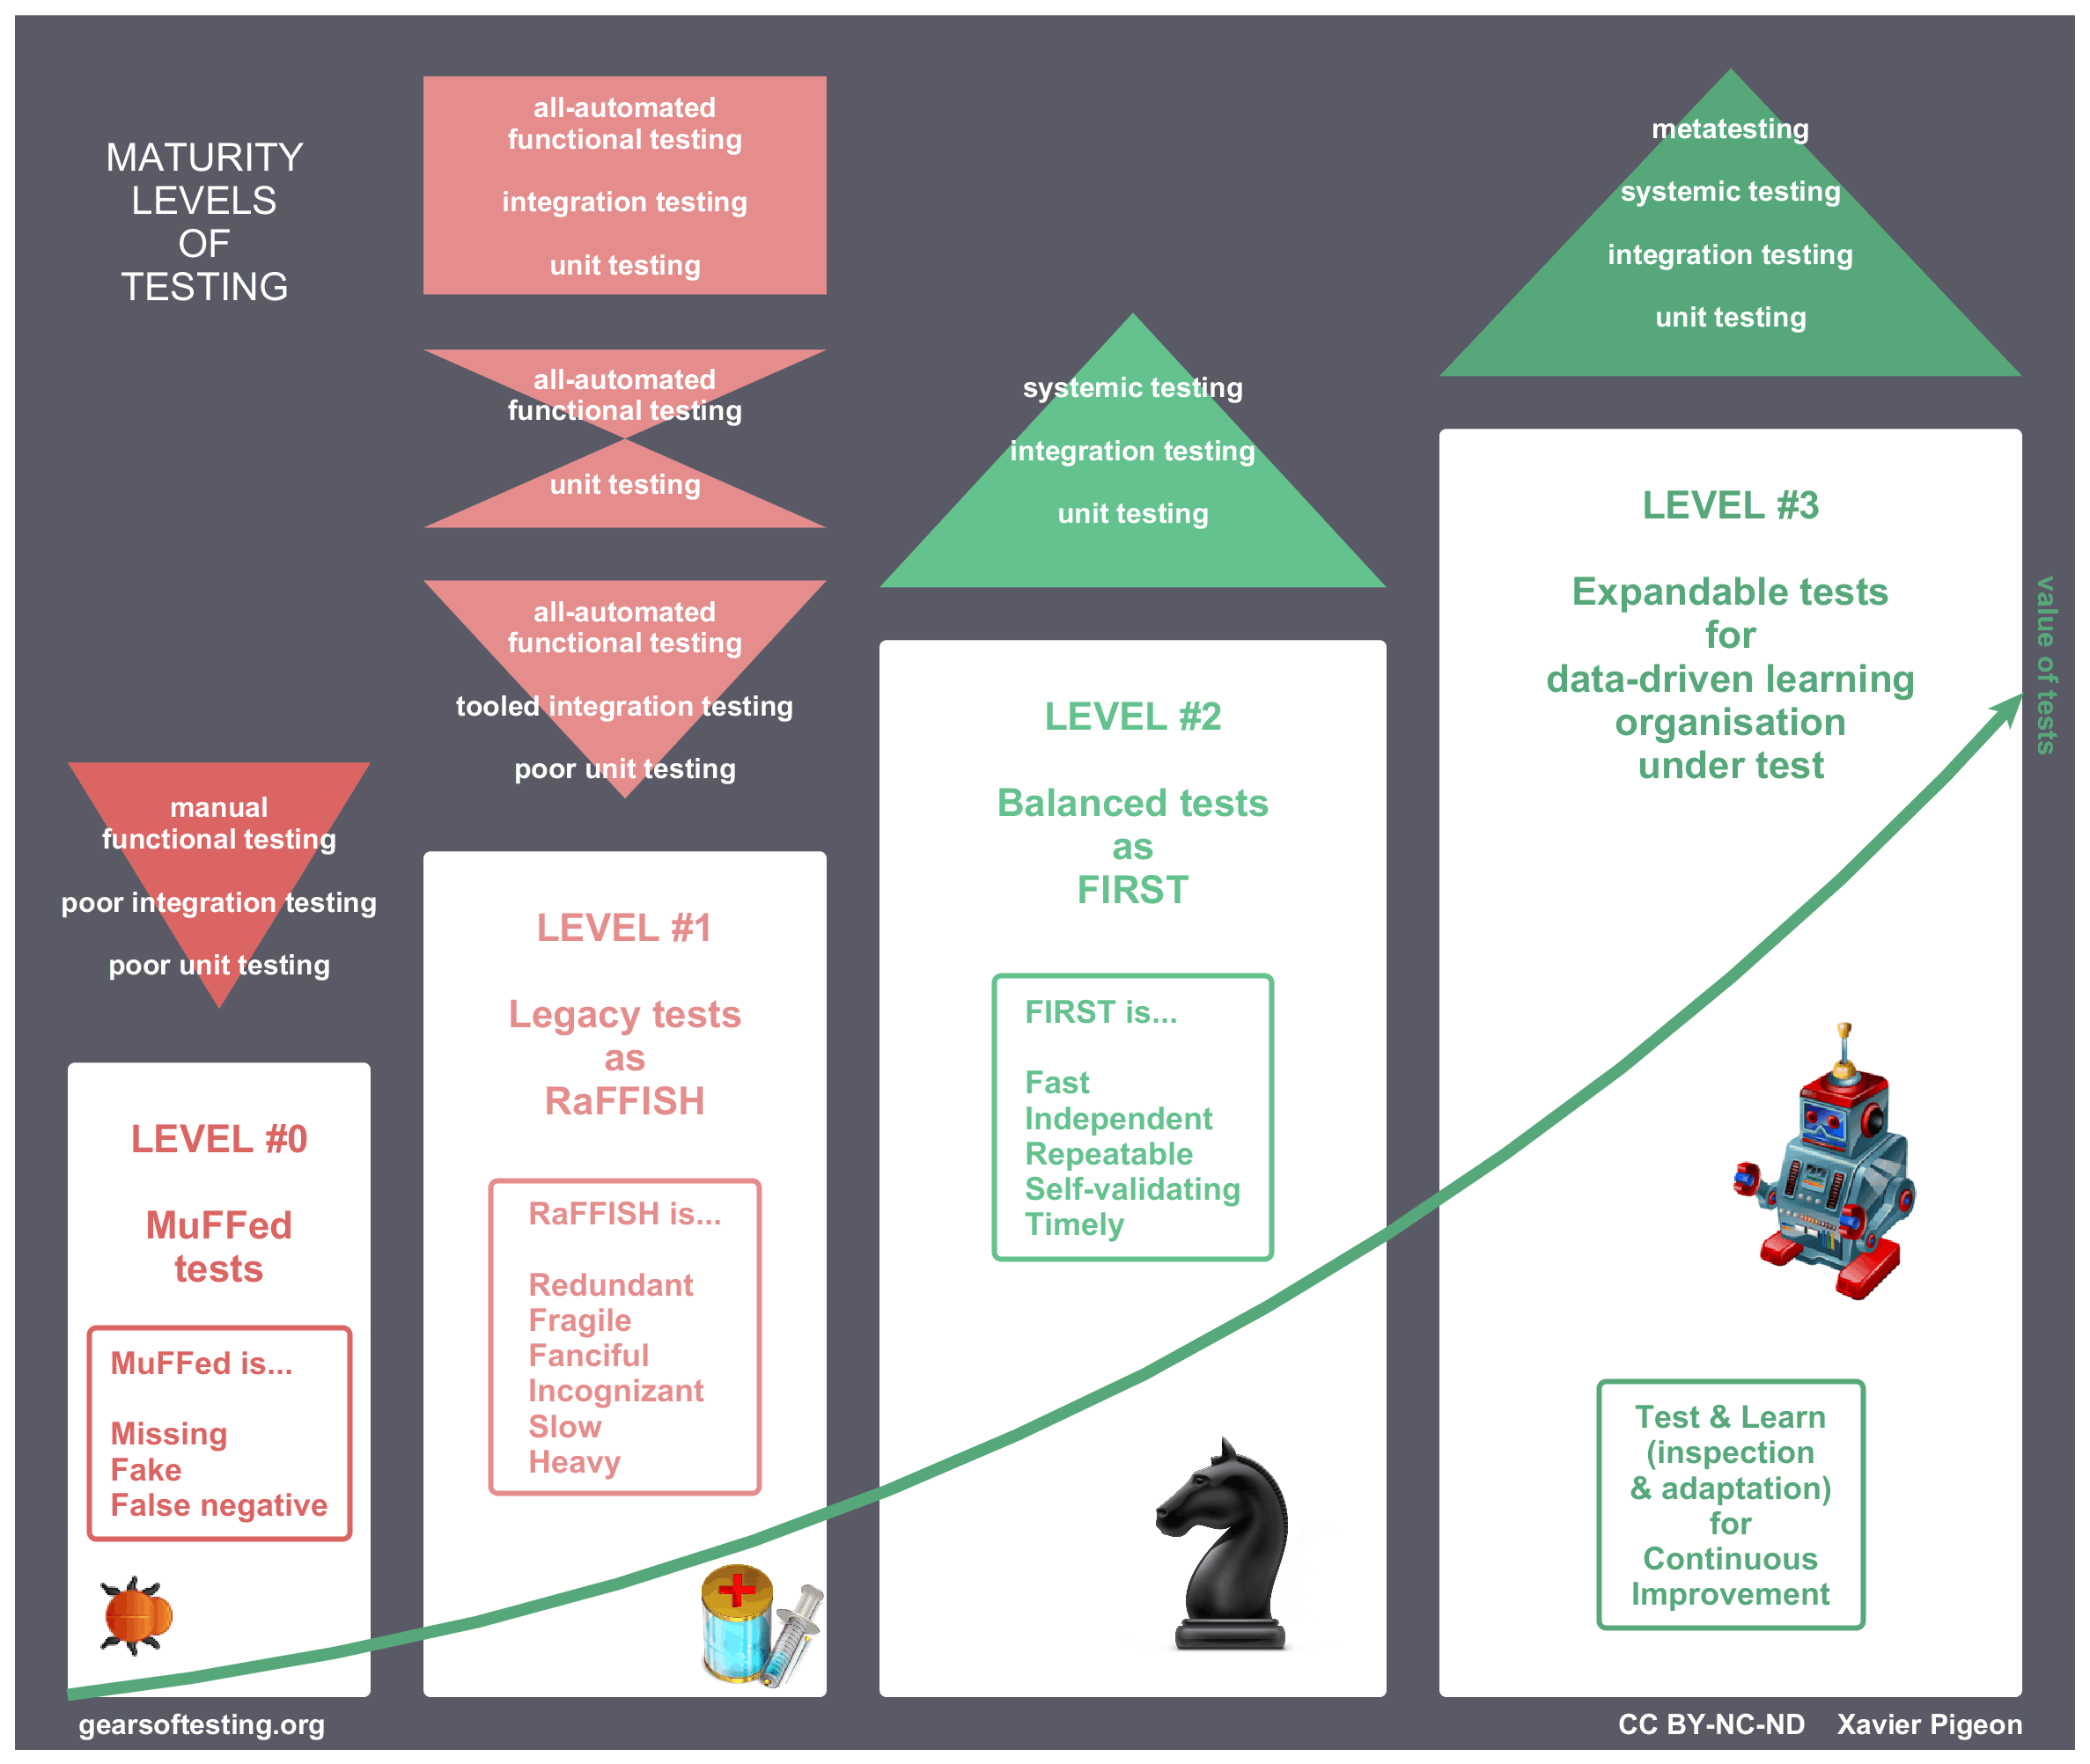 MATURITY
LEVELS
OF
TESTING
manual
functional testing
poor integration testing
poor unit testing
LEVEL #0
MuFFed
tests
MuFFed is...
Missing
Fake
False negative
all-automated
functional testing
integration testing
unit testing
all-automated
functional testing
unit testing
all-automated
functional testing
tooled integration testing
poor unit testing
LEVEL #1
Legacy tests
as
RaFFISH
RaFFISH is...
Redundant
Fragile
Fanciful
Incognizant
Slow
Heavy
systemic testing
integration testing
unit testing
LEVEL #2
Balanced tests
as
FIRST
FIRST is...
Fast
Independent
Repeatable
Self-validating
Timely
metatesting
systemic testing
integration testing
unit testing
LEVEL #3
Expandable tests
for
data-driven learning
organisation
under test
Test & Learn
(inspection
& adaptation)
for
Continuous
Improvement
value of tests
gearsoftesting.org
CC BY-NC-ND Xavier Pigeon